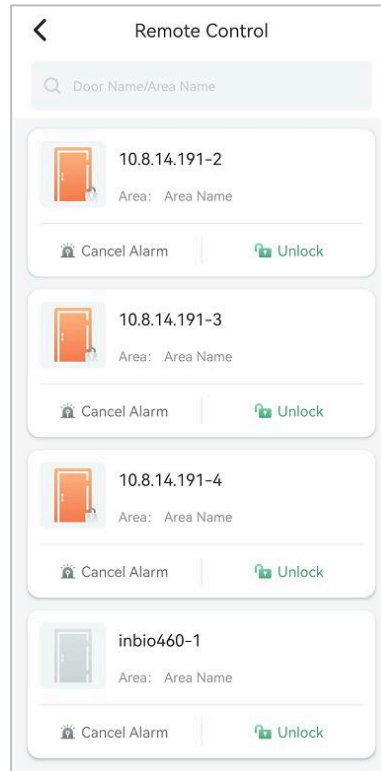 Remote Control
Door Name/Area Name
10.8.14.191-2
Area: Area Name
Cancel Alarm Unlock
10.8.14.191-3
Area: Area Name
Cancel Alarm Unlock
10.8.14.191-4
Area: Area Name
Cancel Alarm Unlock
inbio460-1
Area: Area Name
Cancel Alarm Unlock